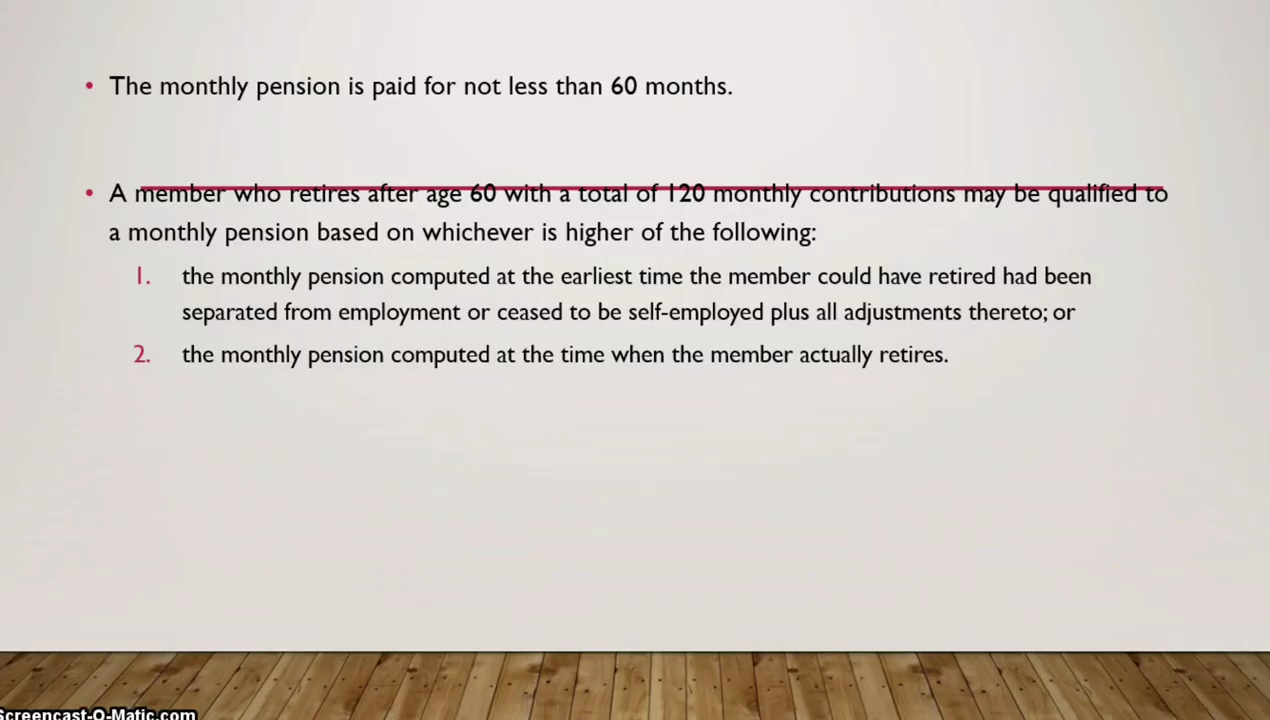 • The monthly pension is paid for not less than 60 months.
• A member who retires after age 60 with a total of 120 monthly contributions may be qualified to
a monthly pension based on whichever is higher of the following:
1. the monthly pension computed at the earliest time the member could have retired had been
separated from employment or ceased to be self-employed plus all adjustments thereto; or
2. the monthly pension computed at the time when the member actually retires.
Screencast-O-Matic.com